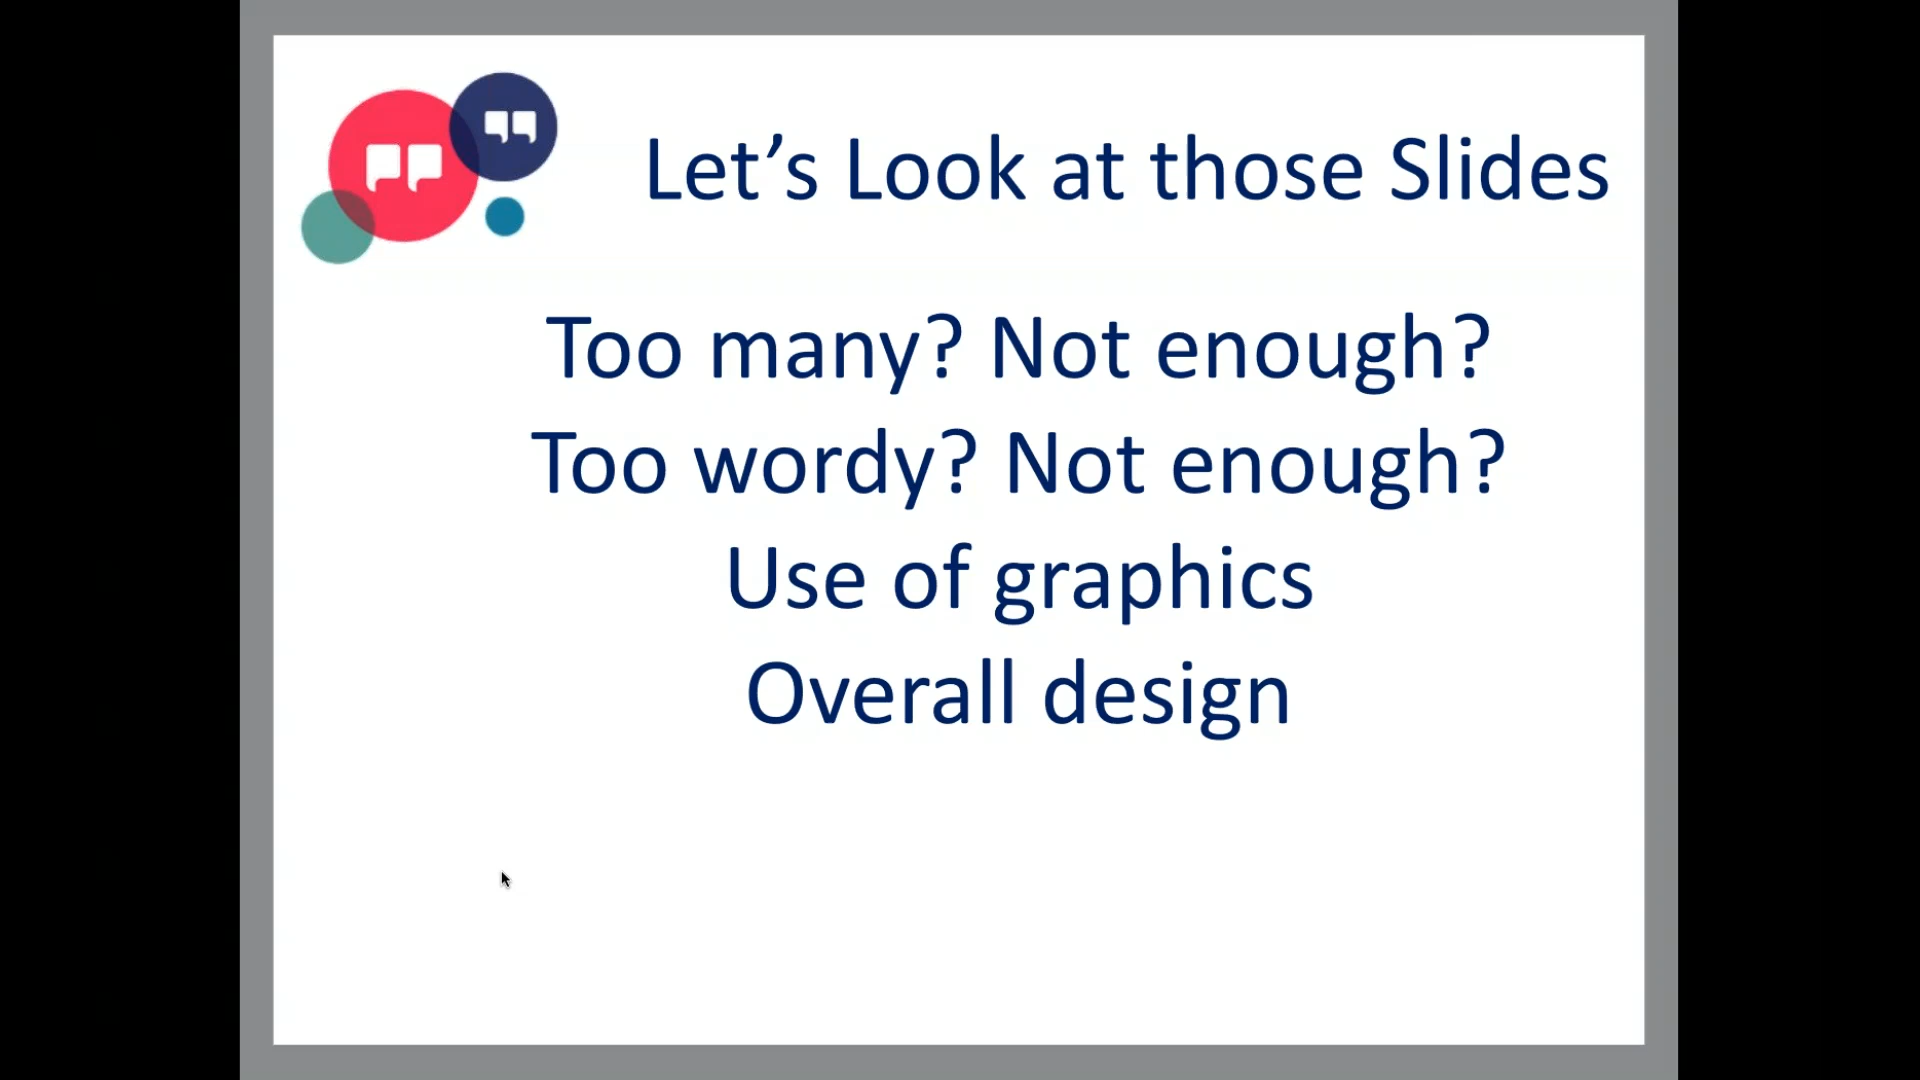 Let’s Look at those Slides
Too many? Not enough?
Too wordy? Not enough?
Use of graphics
Overall design